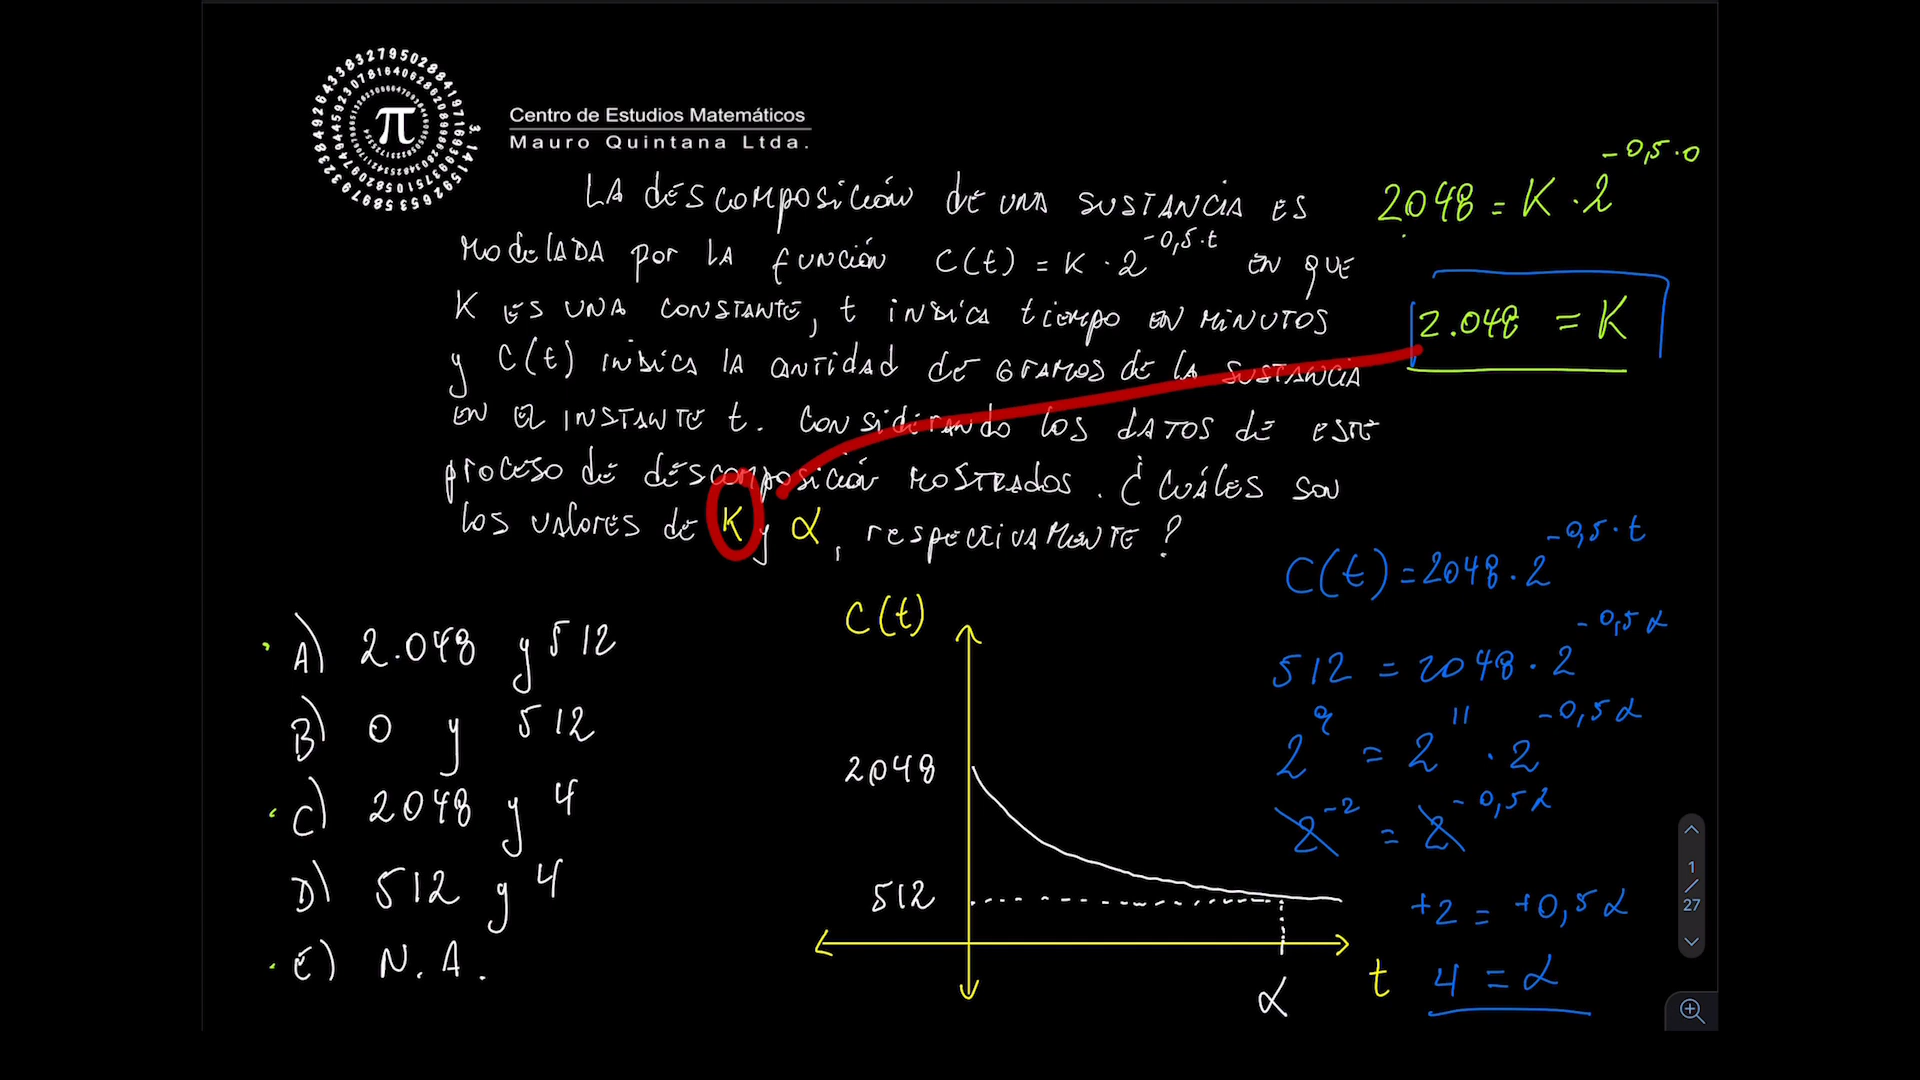 π
Centro de Estudios Matemáticos
Mauro Quintana Ltda.
LA descomposición de una sustancia es
modelada por la función C(t) = K · 2^-0,5·t en que
K es una constante, t indica tiempo en minutos
y C(t) indica la cantidad de gramos de la sustancia
en el instante t. Considerando los datos de este
proceso de descomposición mostrados. ¿Cuáles son
los valores de K y α, respectivamente?
A) 2.048 y 512
B) 0 y 512
C) 2048 y 4
D) 512 y 4
E) N.A.
C(t)
2048
512
α
t
2048 = K · 2^-0,5·0
2.048 = K
C(t) = 2048 · 2^-0,5·t
512 = 2048 · 2^-0,5α
2^9 = 2^11 · 2^-0,5α
2^-2 = 2^-0,5α
+2 = +0,5α
4 = α
1
/
27